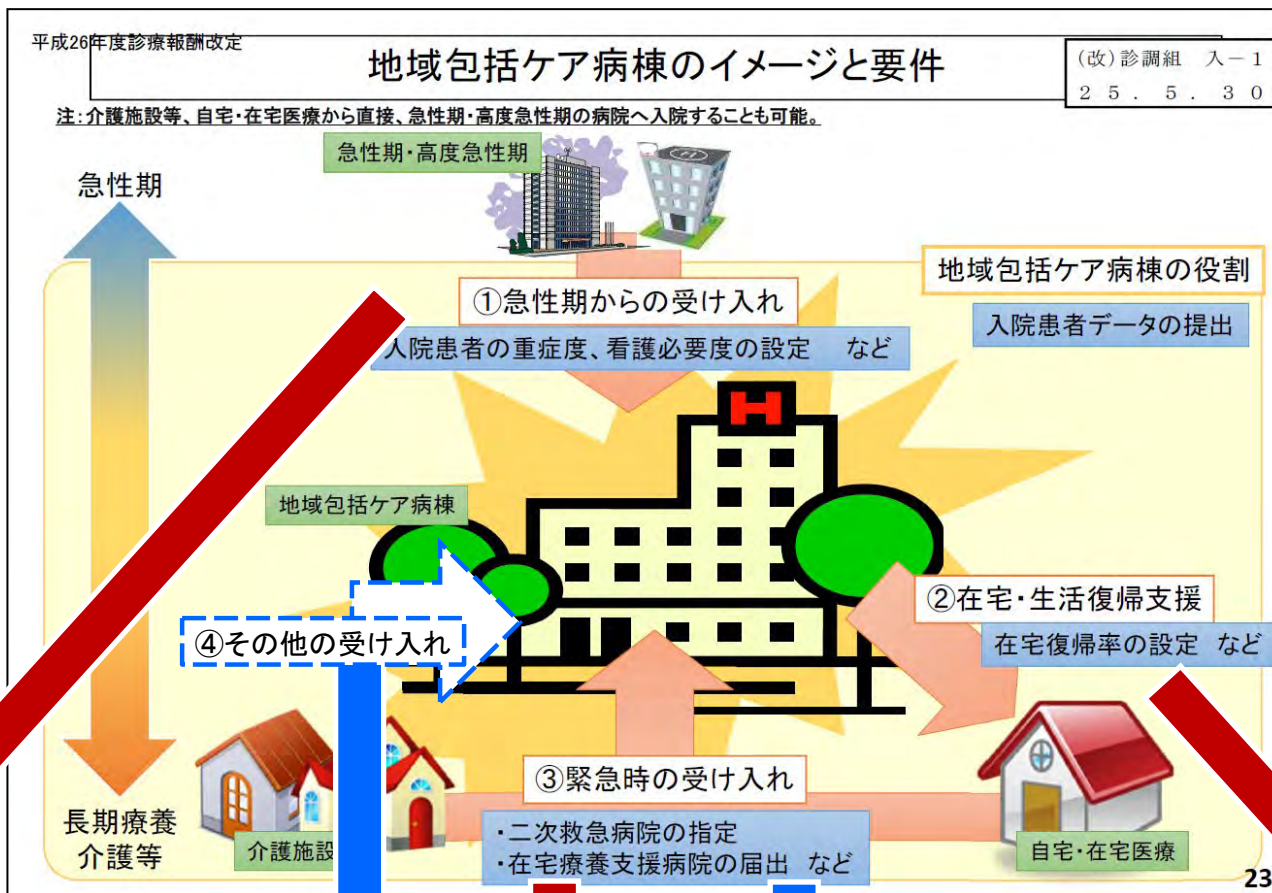 平成26年度診療報酬改定
地域包括ケア病棟のイメージと要件
(改)診調組 入－1
25．5．30
注：介護施設等、自宅・在宅医療から直接、急性期・高度急性期の病院へ入院することも可能。
急性期・高度急性期
急性期
地域包括ケア病棟の役割
①急性期からの受け入れ
入院患者データの提出
入院患者の重症度、看護必要度の設定 など
H
地域包括ケア病棟
②在宅・生活復帰支援
④その他の受け入れ
在宅復帰率の設定 など
③緊急時の受け入れ
長期療養
介護等
介護施設
・二次救急病院の指定
・在宅療養支援病院の届出 など
自宅・在宅医療
23